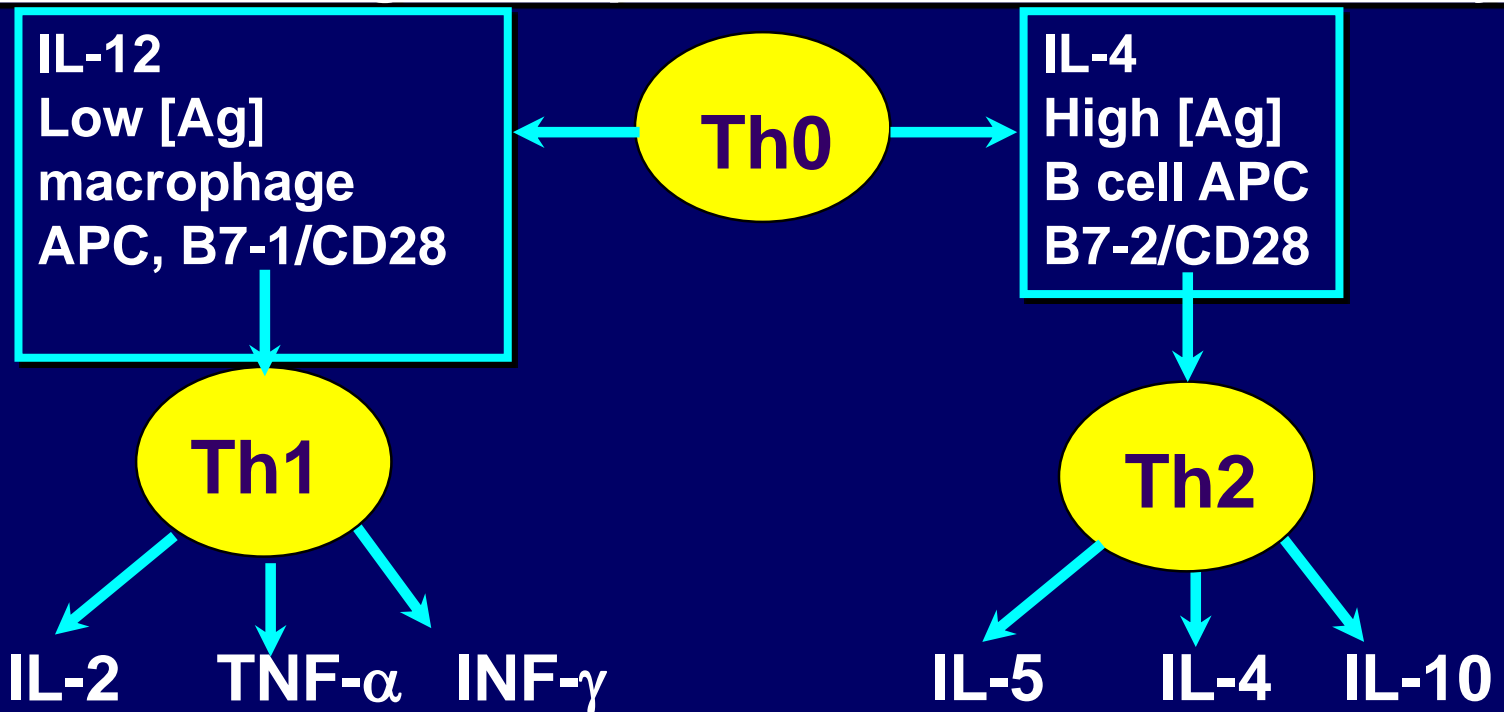 IL-12
Low [Ag]
macrophage
APC, B7-1/CD28
Th0
IL-4
High [Ag]
B cell APC
B7-2/CD28
Th1
Th2
IL-2 TNF-α INF-γ
IL-5 IL-4 IL-10